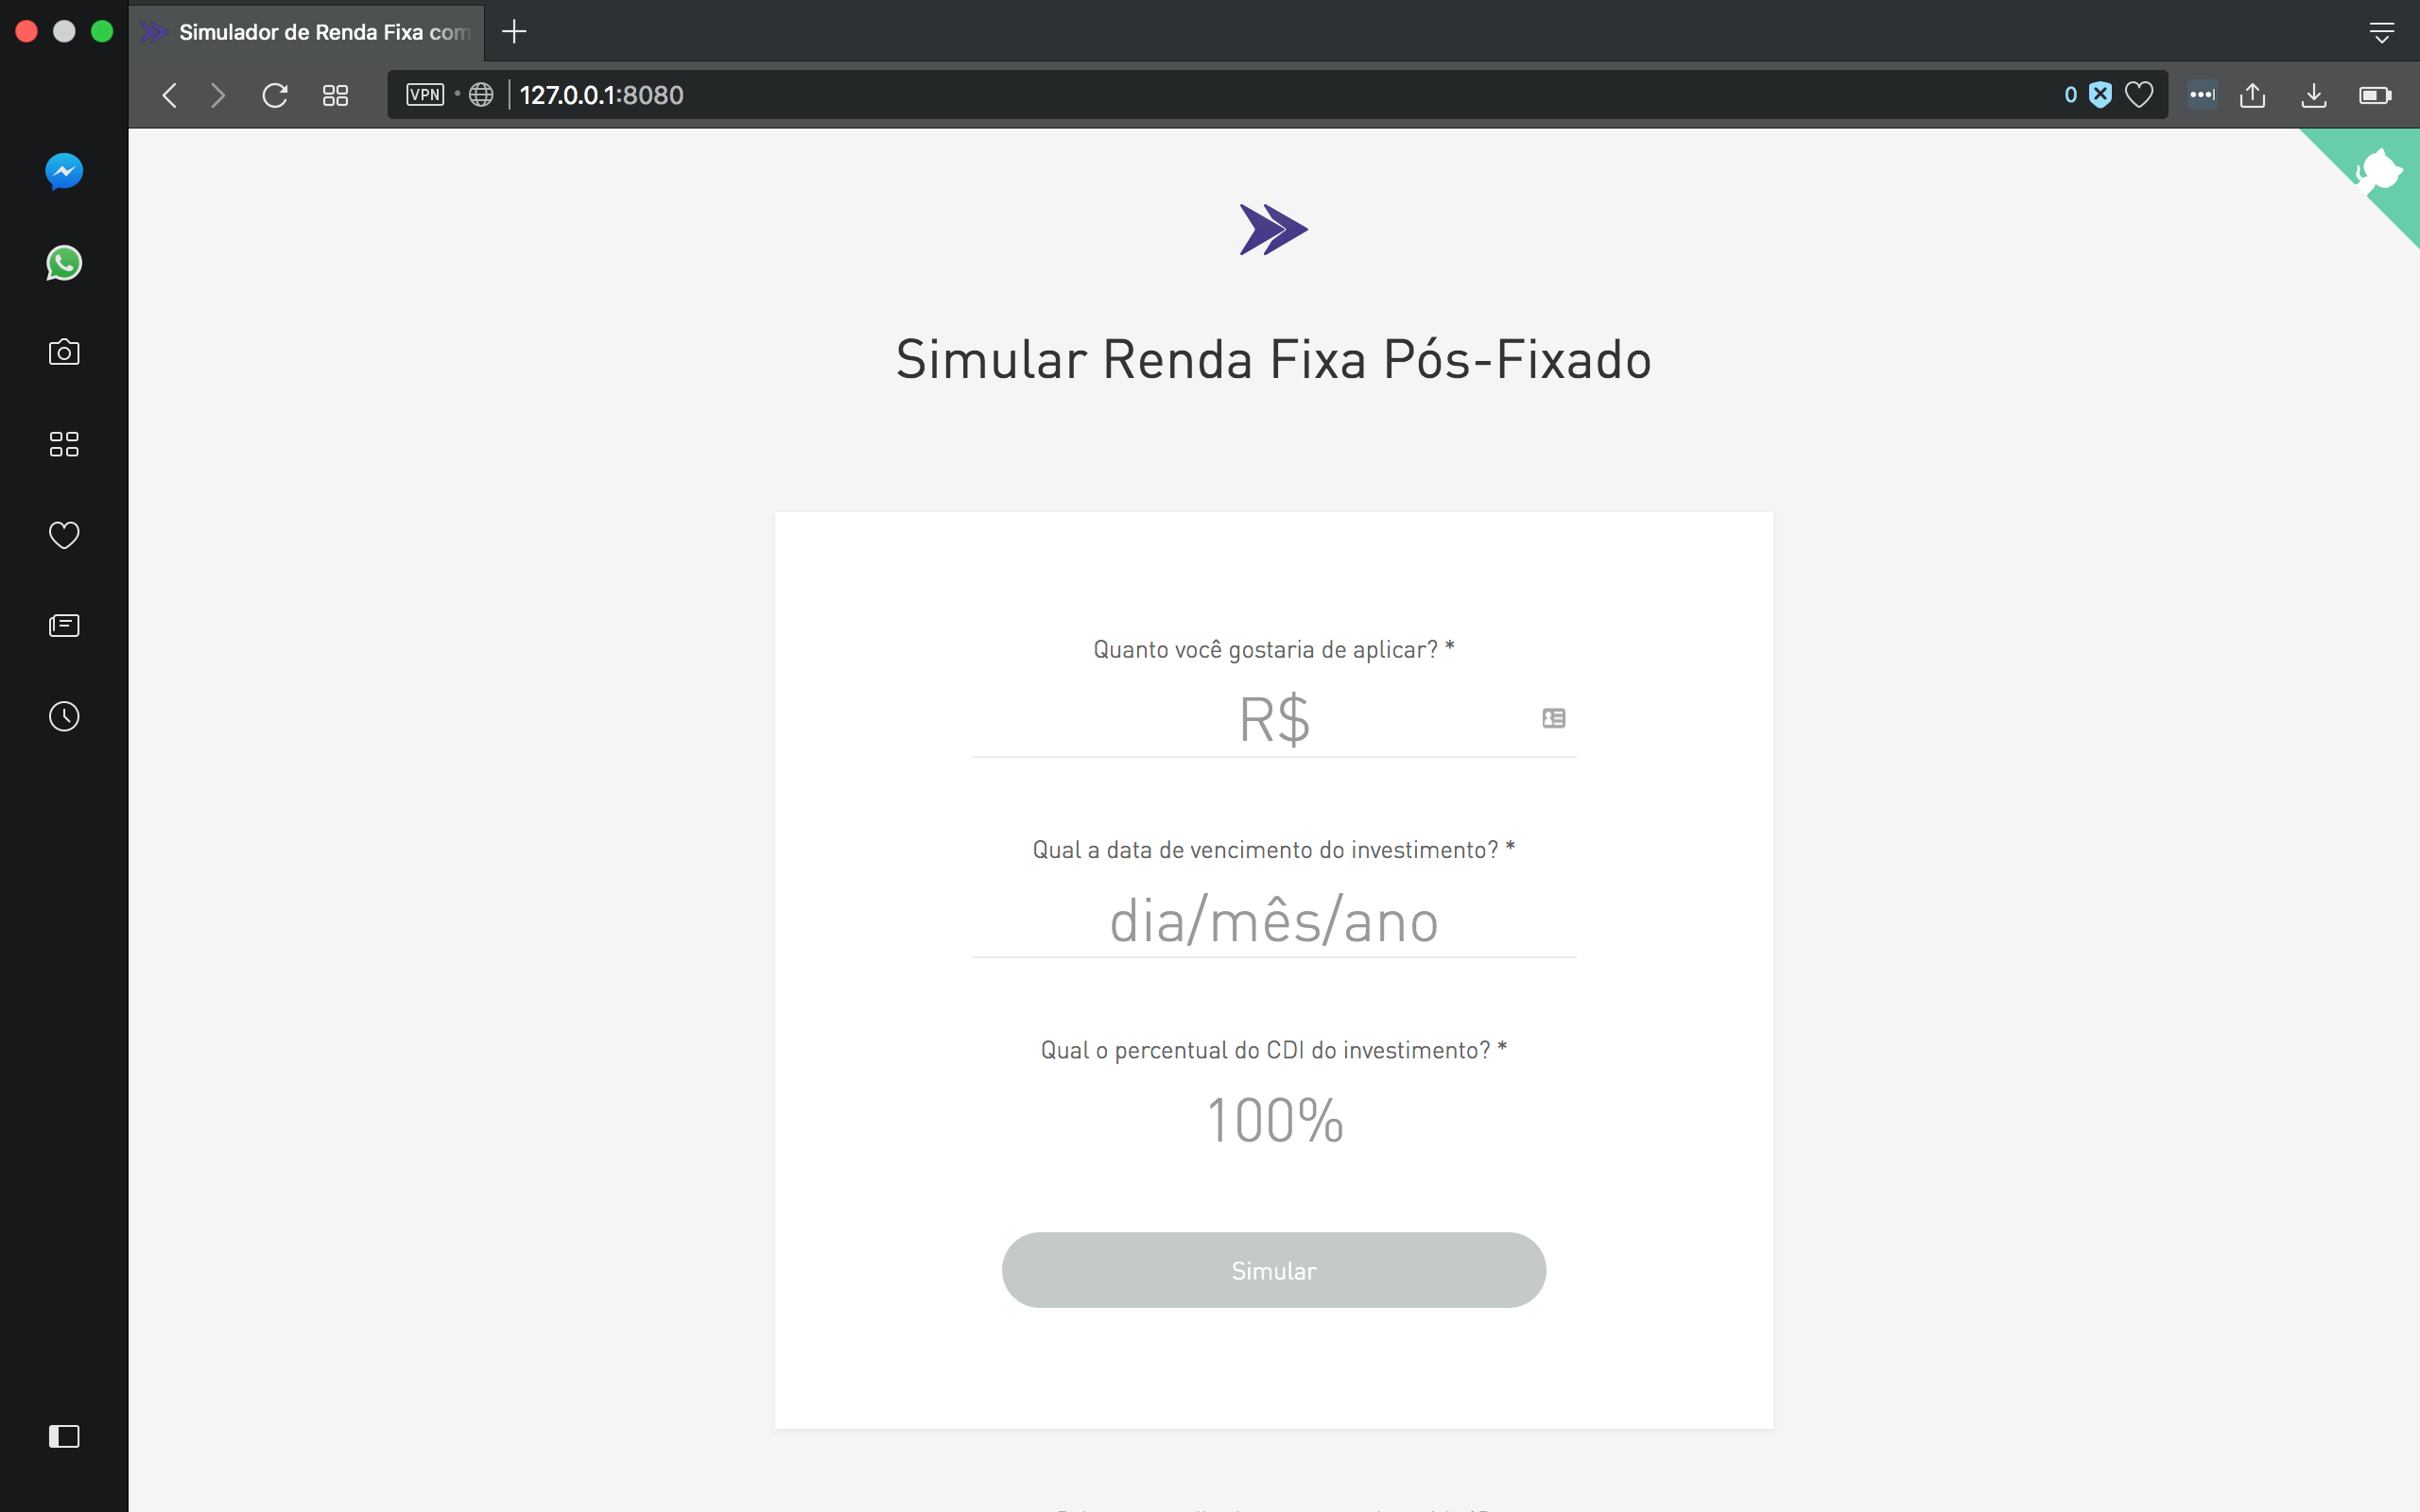 Simulador de Renda Fixa com
VPN
127.0.0.1:8080
0
Simular Renda Fixa Pós-Fixado
Quanto você gostaria de aplicar? *
R$
Qual a data de vencimento do investimento? *
dia/mês/ano
Qual o percentual do CDI do investimento? *
100%
Simular